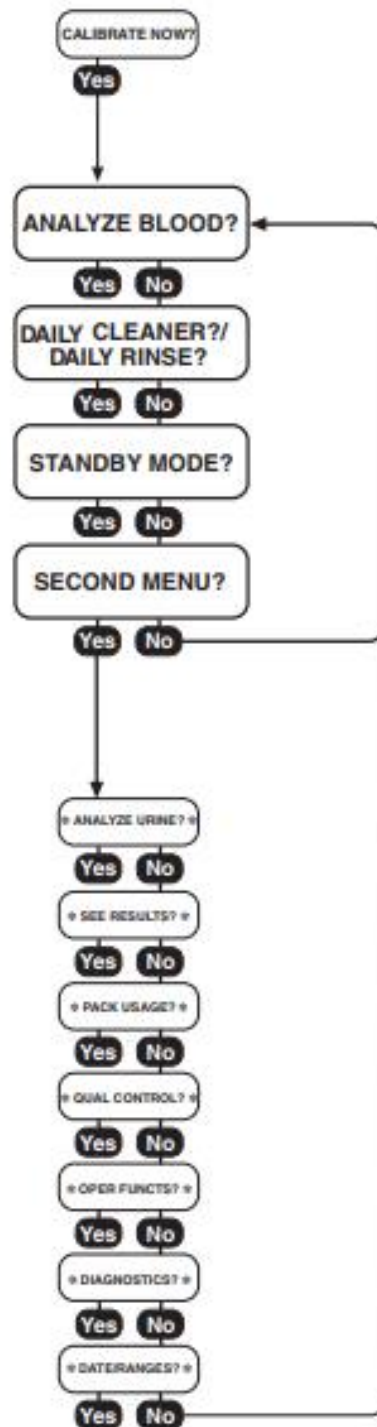 CALIBRATE NOW?
Yes
ANALYZE BLOOD?
Yes No
DAILY CLEANER?/
DAILY RINSE?
Yes No
STANDBY MODE?
Yes No
SECOND MENU?
Yes No
* ANALYZE URINE? *
Yes No
* SEE RESULTS? *
Yes No
* PACK USAGE? *
Yes No
* QUAL CONTROL? *
Yes No
* OPER FUNCTS? *
Yes No
* DIAGNOSTICS? *
Yes No
* DATE/RANGES? *
Yes No